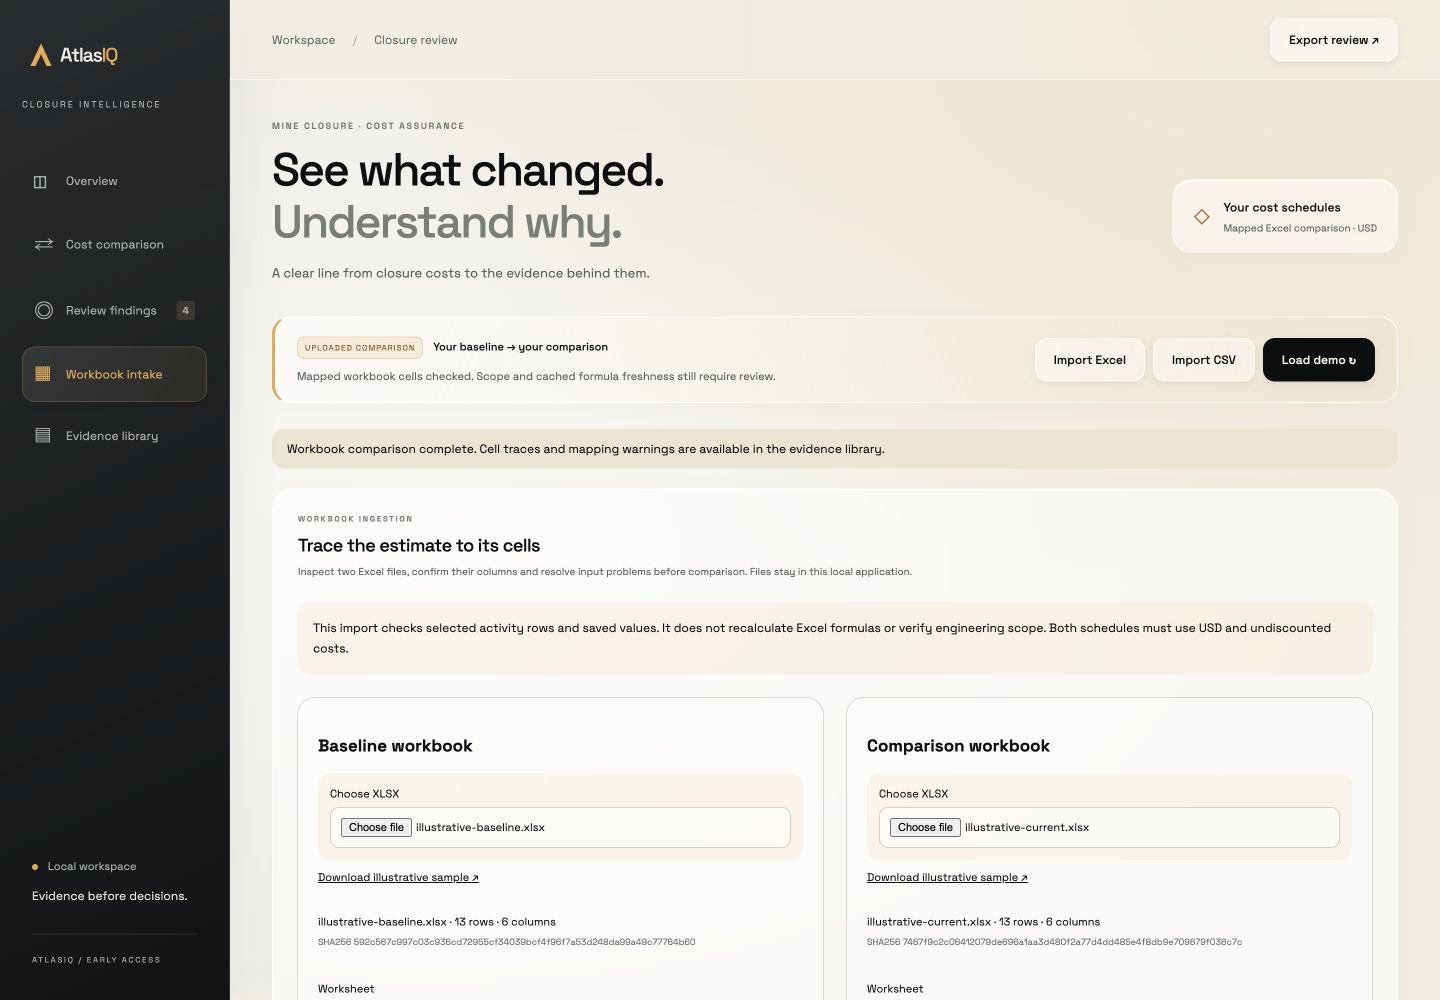 AtlasIQ
CLOSURE INTELLIGENCE
Overview
Cost comparison
Review findings 4
Workbook intake
Evidence library
Local workspace
Evidence before decisions.
ATLASIQ / EARLY ACCESS
Workspace / Closure review
Export review ↗
MINE CLOSURE · COST ASSURANCE
See what changed.
Understand why.
A clear line from closure costs to the evidence behind them.
Your cost schedules
Mapped Excel comparison · USD
UPLOADED COMPARISON Your baseline → your comparison
Mapped workbook cells checked. Scope and cached formula freshness still require review.
Import Excel Import CSV Load demo ↻
Workbook comparison complete. Cell traces and mapping warnings are available in the evidence library.
WORKBOOK INGESTION
Trace the estimate to its cells
Inspect two Excel files, confirm their columns and resolve input problems before comparison. Files stay in this local application.
This import checks selected activity rows and saved values. It does not recalculate Excel formulas or verify engineering scope. Both schedules must use USD and undiscounted
costs.
Baseline workbook
Choose XLSX
Choose file illustrative-baseline.xlsx
Download illustrative sample ↗
illustrative-baseline.xlsx · 13 rows · 6 columns
SHA256 592c567c997c03c936cd72955cf34039bcf4f96f7a53d248da99a49c77764b60
Worksheet
Comparison workbook
Choose XLSX
Choose file illustrative-current.xlsx
Download illustrative sample ↗
illustrative-current.xlsx · 13 rows · 6 columns
SHA256 7467f9c2c06412079de696a1aa3d480f2a77d4dd485e4f8db9e709679f036c7c
Worksheet